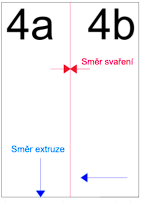 4a 4b
Směr svaření
Směr extruze